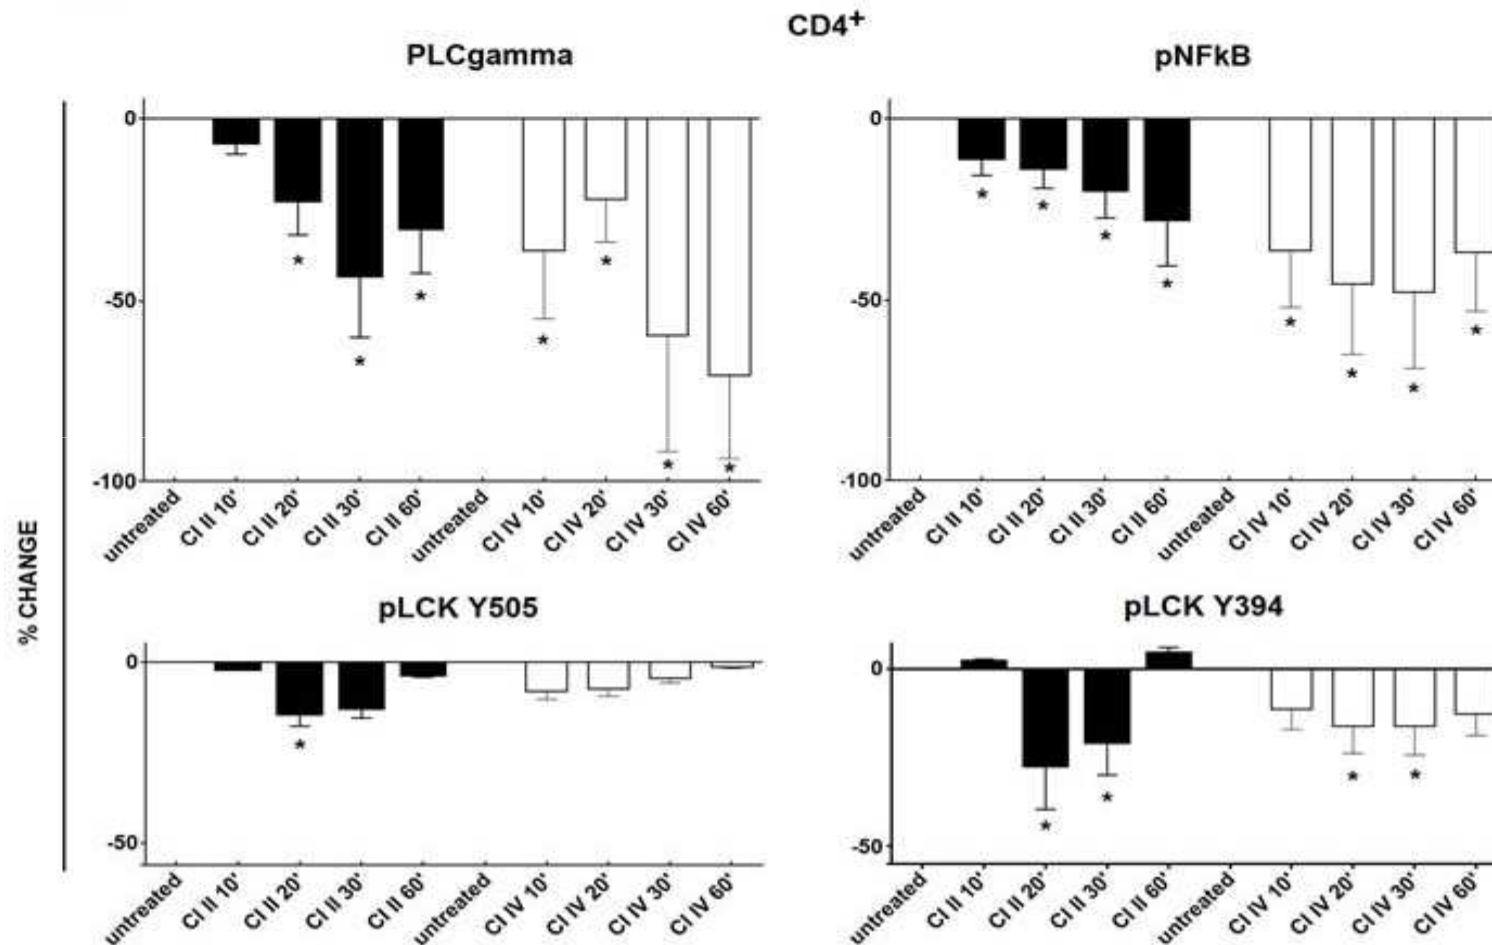 CD4+
PLCgamma
pNFkB
% CHANGE
0
-50
-100
* * * * * * *
untreated CI II 10' CI II 20' CI II 30' CI II 60' untreated CI IV 10' CI IV 20' CI IV 30' CI IV 60'
0
-50
-100
* * * * * * * *
untreated CI II 10' CI II 20' CI II 30' CI II 60' untreated CI IV 10' CI IV 20' CI IV 30' CI IV 60'
pLCK Y505
pLCK Y394
0
-50
*
untreated CI II 10' CI II 20' CI II 30' CI II 60' untreated CI IV 10' CI IV 20' CI IV 30' CI IV 60'
0
-50
* * * *
untreated CI II 10' CI II 20' CI II 30' CI II 60' untreated CI IV 10' CI IV 20' CI IV 30' CI IV 60'